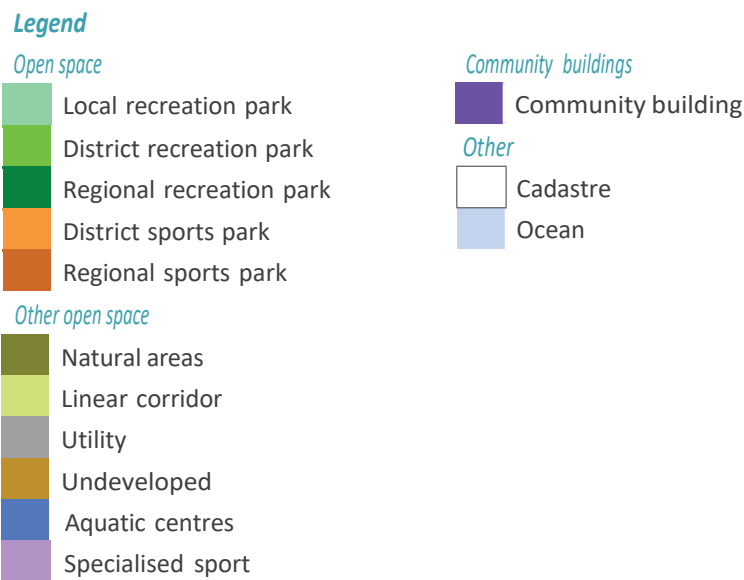 Legend
Open space
Local recreation park
District recreation park
Regional recreation park
District sports park
Regional sports park
Other open space
Natural areas
Linear corridor
Utility
Undeveloped
Aquatic centres
Specialised sport
Community buildings
Community building
Other
Cadastre
Ocean